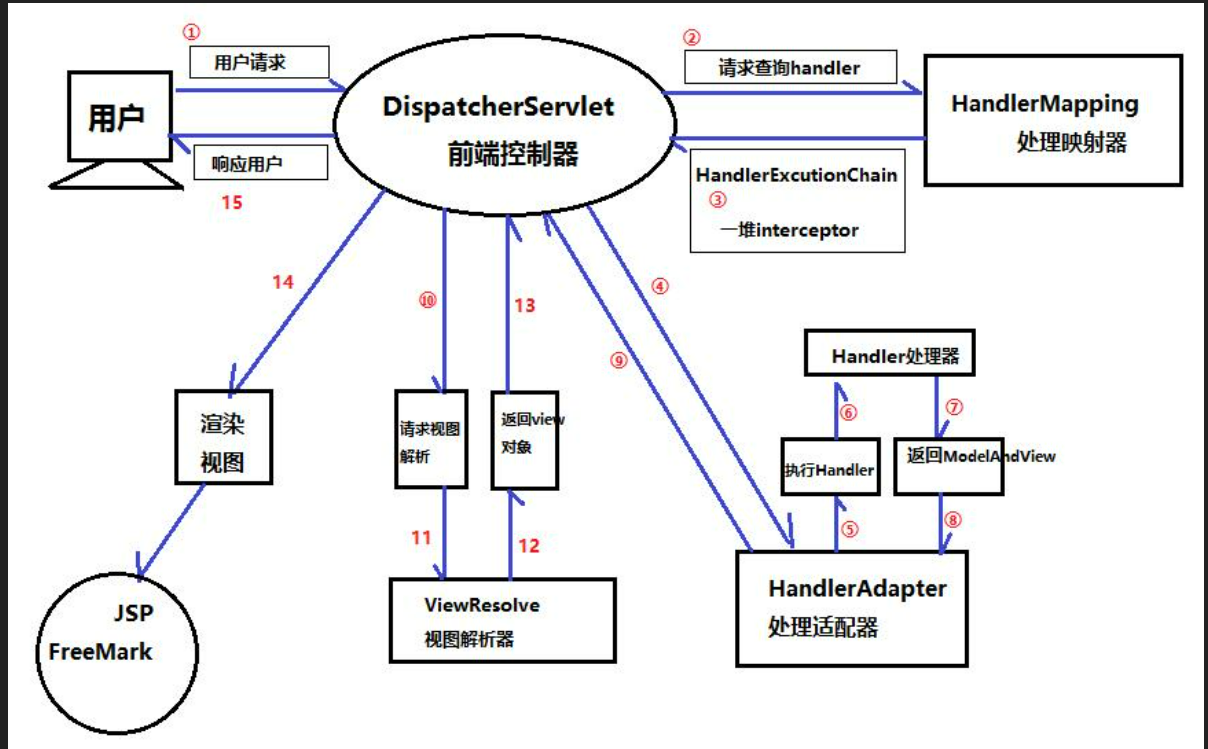 ①
用户请求
用户
响应用户
15
DispatcherServlet
前端控制器
②
请求查询handler
HandlerMapping
处理映射器
HandlerExcutionChain
③
一堆interceptor
14
⑩
13
④
⑨
Handler处理器
⑥
⑦
渲染
视图
请求视图
解析
返回view
对象
执行Handler
返回ModelAndView
11
12
⑤
⑧
JSP
FreeMark
ViewResolve
视图解析器
HandlerAdapter
处理适配器